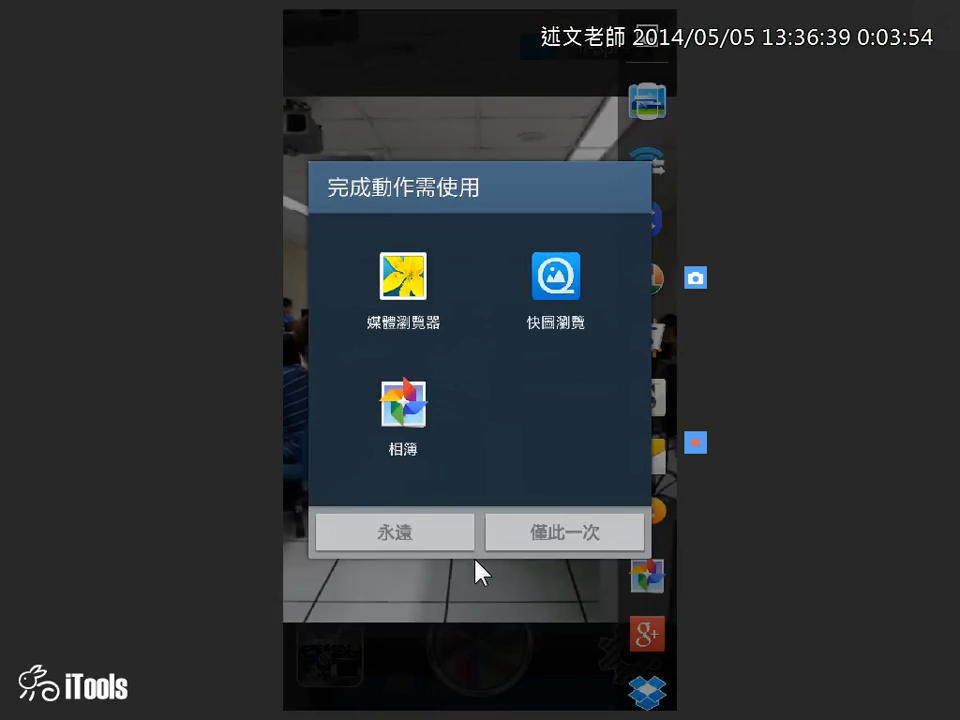 述文老師 2014/05/05 13:36:39 0:03:54
完成動作需使用
媒體瀏覽器
快圖瀏覽
相簿
永遠
僅此一次
g+
iTools